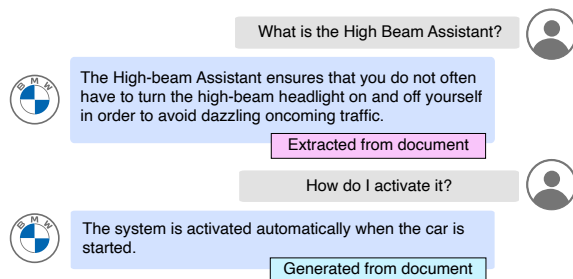 What is the High Beam Assistant?
BMW
The High-beam Assistant ensures that you do not often
have to turn the high-beam headlight on and off yourself
in order to avoid dazzling oncoming traffic.
Extracted from document
How do I activate it?
BMW
The system is activated automatically when the car is
started.
Generated from document